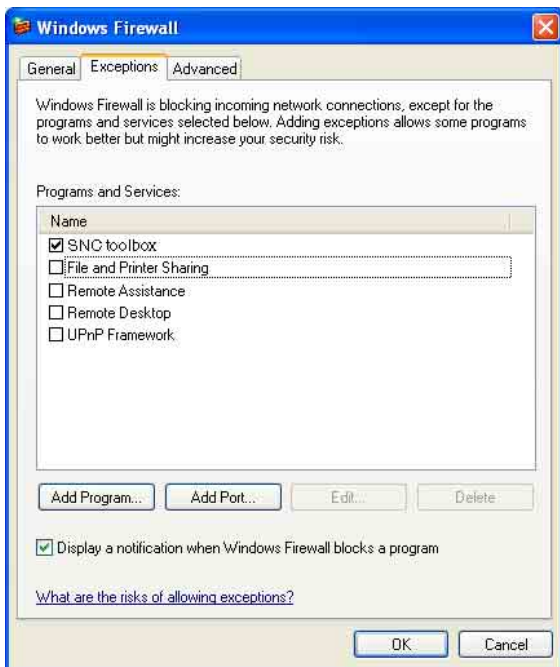 Windows Firewall
General Exceptions Advanced
Windows Firewall is blocking incoming network connections, except for the
programs and services selected below. Adding exceptions allows some programs
to work better but might increase your security risk.
Programs and Services:
Name
SNC toolbox
File and Printer Sharing
Remote Assistance
Remote Desktop
UPnP Framework
Add Program... Add Port... Edit... Delete
Display a notification when Windows Firewall blocks a program
What are the risks of allowing exceptions?
OK Cancel